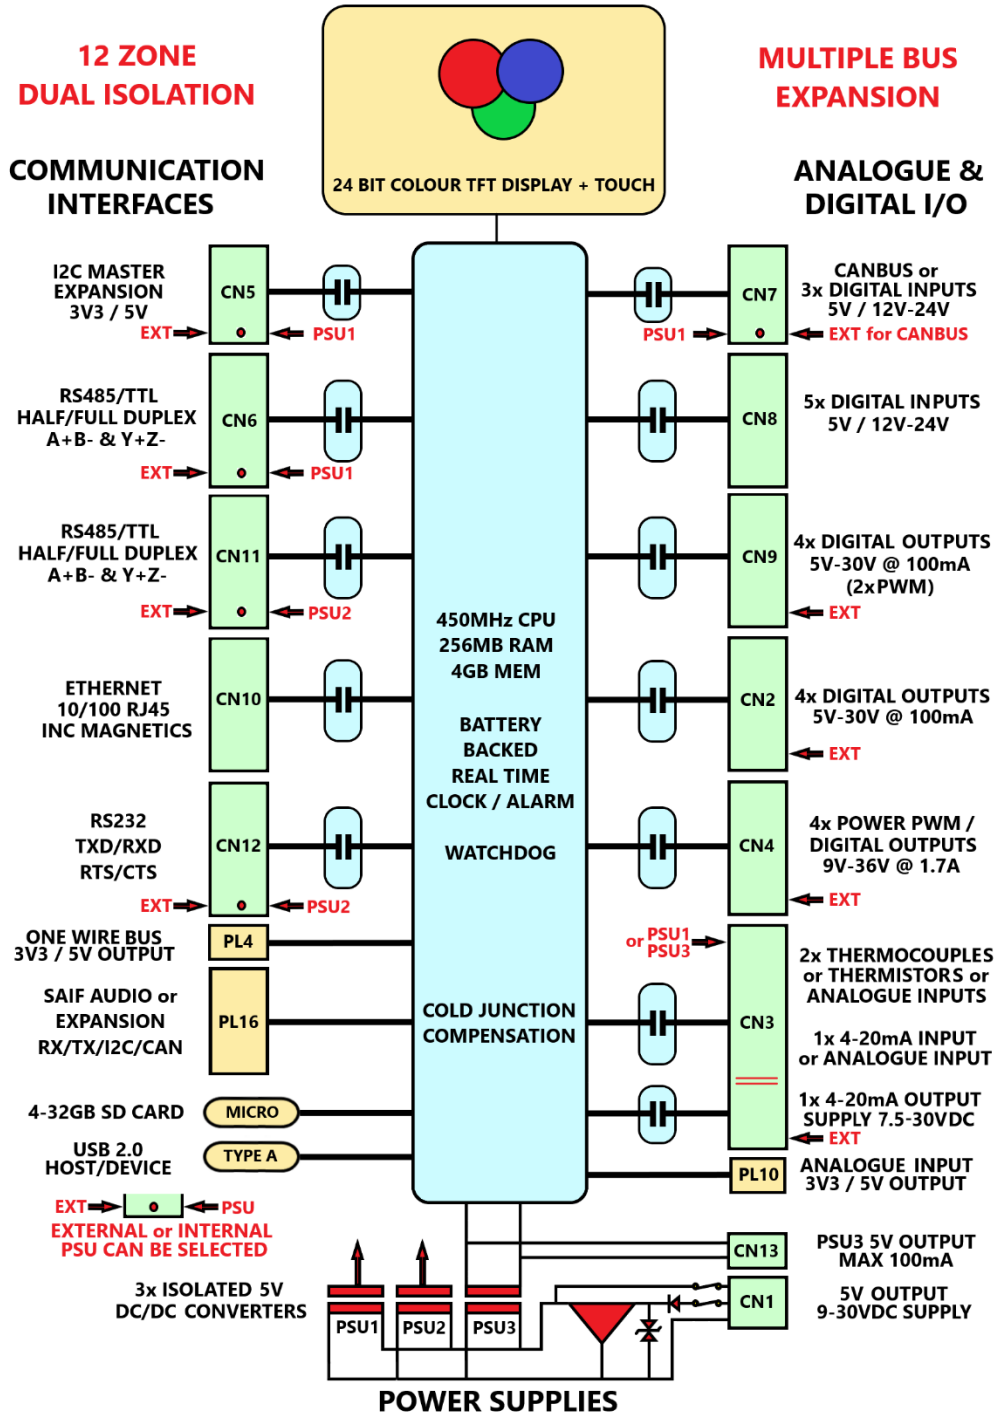 12 ZONE
DUAL ISOLATION
MULTIPLE BUS
EXPANSION
24 BIT COLOUR TFT DISPLAY + TOUCH
COMMUNICATION
INTERFACES
ANALOGUE &
DIGITAL I/O
I2C MASTER
EXPANSION
3V3 / 5V
CN5
EXT
PSU1
RS485/TTL
HALF/FULL DUPLEX
A+B- & Y+Z-
CN6
EXT
PSU1
RS485/TTL
HALF/FULL DUPLEX
A+B- & Y+Z-
CN11
EXT
PSU2
ETHERNET
10/100 RJ45
INC MAGNETICS
CN10
RS232
TXD/RXD
RTS/CTS
CN12
EXT
PSU2
ONE WIRE BUS
3V3 / 5V OUTPUT
PL4
SAIF AUDIO or
EXPANSION
RX/TX/I2C/CAN
PL16
4-32GB SD CARD
MICRO
USB 2.0
HOST/DEVICE
TYPE A
EXT
PSU
EXTERNAL or INTERNAL
PSU CAN BE SELECTED
450MHz CPU
256MB RAM
4GB MEM
BATTERY
BACKED
REAL TIME
CLOCK / ALARM
WATCHDOG
COLD JUNCTION
COMPENSATION
CN7
CANBUS or
3x DIGITAL INPUTS
5V / 12V-24V
PSU1
EXT for CANBUS
CN8
5x DIGITAL INPUTS
5V / 12V-24V
CN9
4x DIGITAL OUTPUTS
5V-30V @ 100mA
(2xPWM)
EXT
CN2
4x DIGITAL OUTPUTS
5V-30V @ 100mA
EXT
CN4
4x POWER PWM /
DIGITAL OUTPUTS
9V-36V @ 1.7A
EXT
or PSU1
PSU3
CN3
2x THERMOCOUPLES
or THERMISTORS or
ANALOGUE INPUTS
1x 4-20mA INPUT
or ANALOGUE INPUT
1x 4-20mA OUTPUT
SUPPLY 7.5-30VDC
EXT
PL10
ANALOGUE INPUT
3V3 / 5V OUTPUT
CN13
PSU3 5V OUTPUT
MAX 100mA
CN1
5V OUTPUT
9-30VDC SUPPLY
3x ISOLATED 5V
DC/DC CONVERTERS
PSU1
PSU2
PSU3
POWER SUPPLIES